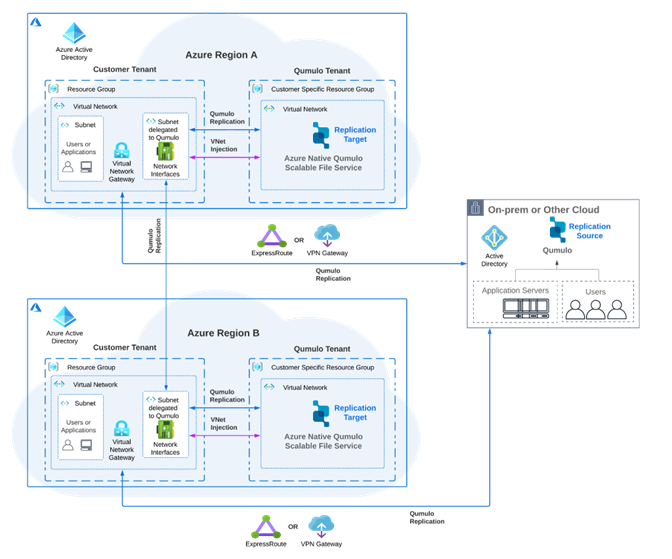 Azure Active
Directory
Azure Region A
Customer Tenant
Qumulo Tenant
Resource Group
Customer Specific Resource Group
Virtual Network
Virtual Network
Subnet
Users or
Applications
Virtual
Network
Gateway
Subnet
delegated
to Qumulo
Network
Interfaces
Qumulo
Replication
VNet
Injection
Replication
Target
Azure Native Qumulo
Scalable File Service
Qumulo
Replication
ExpressRoute
OR
VPN Gateway
Qumulo
Replication
On-prem or Other Cloud
Active
Directory
Replication
Source
Qumulo
Application Servers
Users
Azure Active
Directory
Azure Region B
Customer Tenant
Qumulo Tenant
Resource Group
Customer Specific Resource Group
Virtual Network
Virtual Network
Subnet
Users or
Applications
Virtual
Network
Gateway
Subnet
delegated
to Qumulo
Network
Interfaces
Qumulo
Replication
VNet
Injection
Replication
Target
Azure Native Qumulo
Scalable File Service
ExpressRoute
OR
VPN Gateway
Qumulo
Replication